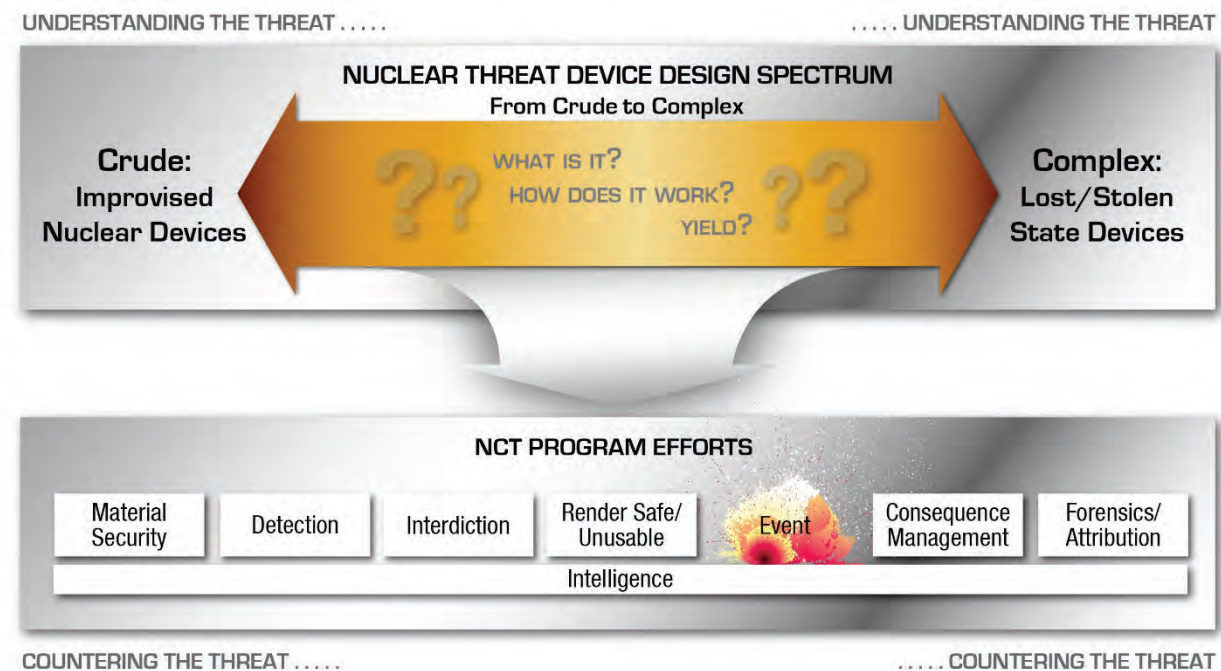 UNDERSTANDING THE THREAT . . . . .
. . . . . UNDERSTANDING THE THREAT
NUCLEAR THREAT DEVICE DESIGN SPECTRUM
From Crude to Complex
Crude:
Improvised
Nuclear Devices
??
WHAT IS IT?
HOW DOES IT WORK?
YIELD?
??
Complex:
Lost/Stolen
State Devices
NCT PROGRAM EFFORTS
Material
Security
Detection
Interdiction
Render Safe/
Unusable
Event
Consequence
Management
Forensics/
Attribution
Intelligence
COUNTERING THE THREAT . . . . .
. . . . . COUNTERING THE THREAT